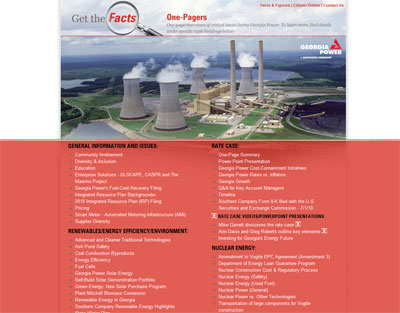 Facts & Figures | Citizen Online | Contact Us
Get the Facts
One-Pagers
One-page overviews of critical issues facing Georgia Power. To learn more, find details
under specific topic headings below.
GEORGIA
POWER
A SOUTHERN COMPANY
GENERAL INFORMATION AND ISSUES:
Community Involvement
Diversity & Inclusion
Education
Enterprise Solutions - GLSCAPE, CASPR and The
Maximo Project
Georgia Power's Fuel-Cost Recovery Filing
Integrated Resource Plan Backgrounder
2010 Integrated Resource Plan (IRP) Filing
Pricing
Smart Meter - Automated Metering Infrastructure (AMI)
Supplier Diversity
RENEWABLES/ENERGY EFFICIENCY/ENVIRONMENT:
Advanced and Cleaner Traditional Technologies
Ash Pond Safety
Coal Combustion Byproducts
Energy Efficiency
Fuel Cells
Georgia Power Solar Energy
Self-Build Solar Demonstration Portfolio
Green Energy: New Solar Purchase Program
Plant Mitchell Biomass Conversion
Renewable Energy in Georgia
Southern Company Renewable Energy Highlights
RATE CASE:
One-Page Summary
Power Point Presentation
Georgia Power Cost-Containment Initiatives
Georgia Power Rates vs. Inflation
Georgia Growth
Q&A for Key Account Managers
Timeline
Southern Company Form 8-K filed with the U.S.
Securities and Exchange Commission - (7/1/10)
RATE CASE VIDEOS/POWERPOINT PRESENTATIONS
Mike Garrett discusses the rate case
Ann Daiss and Greg Roberts outline key elements
Investing for Georgia's Energy Future
NUCLEAR ENERGY:
Amendment to Vogtle EPC Agreement (Amendment 3)
Department of Energy Loan Guarantee Program
Nuclear Construction Cost & Regulatory Process
Nuclear Energy (Safety)
Nuclear Energy (Used Fuel)
Nuclear Power (General)
Nuclear Power vs. Other Technologies
Transportation of large components for Vogtle
construction